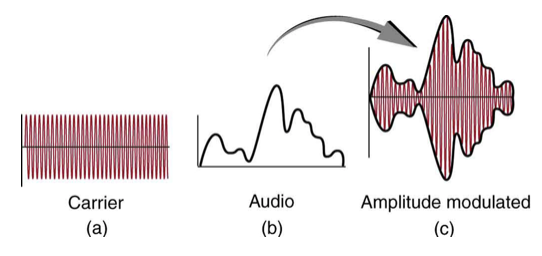 Carrier
(a)
Audio
(b)
Amplitude modulated
(c)